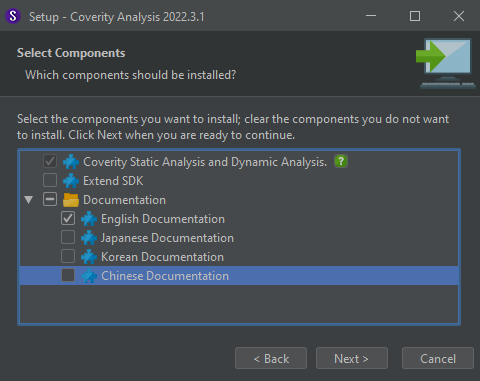 S Setup - Coverity Analysis 2022.3.1
Select Components
Which components should be installed?
Select the components you want to install; clear the components you do not want
to install. Click Next when you are ready to continue.
Coverity Static Analysis and Dynamic Analysis. ?
Extend SDK
Documentation
English Documentation
Japanese Documentation
Korean Documentation
Chinese Documentation
< Back Next > Cancel